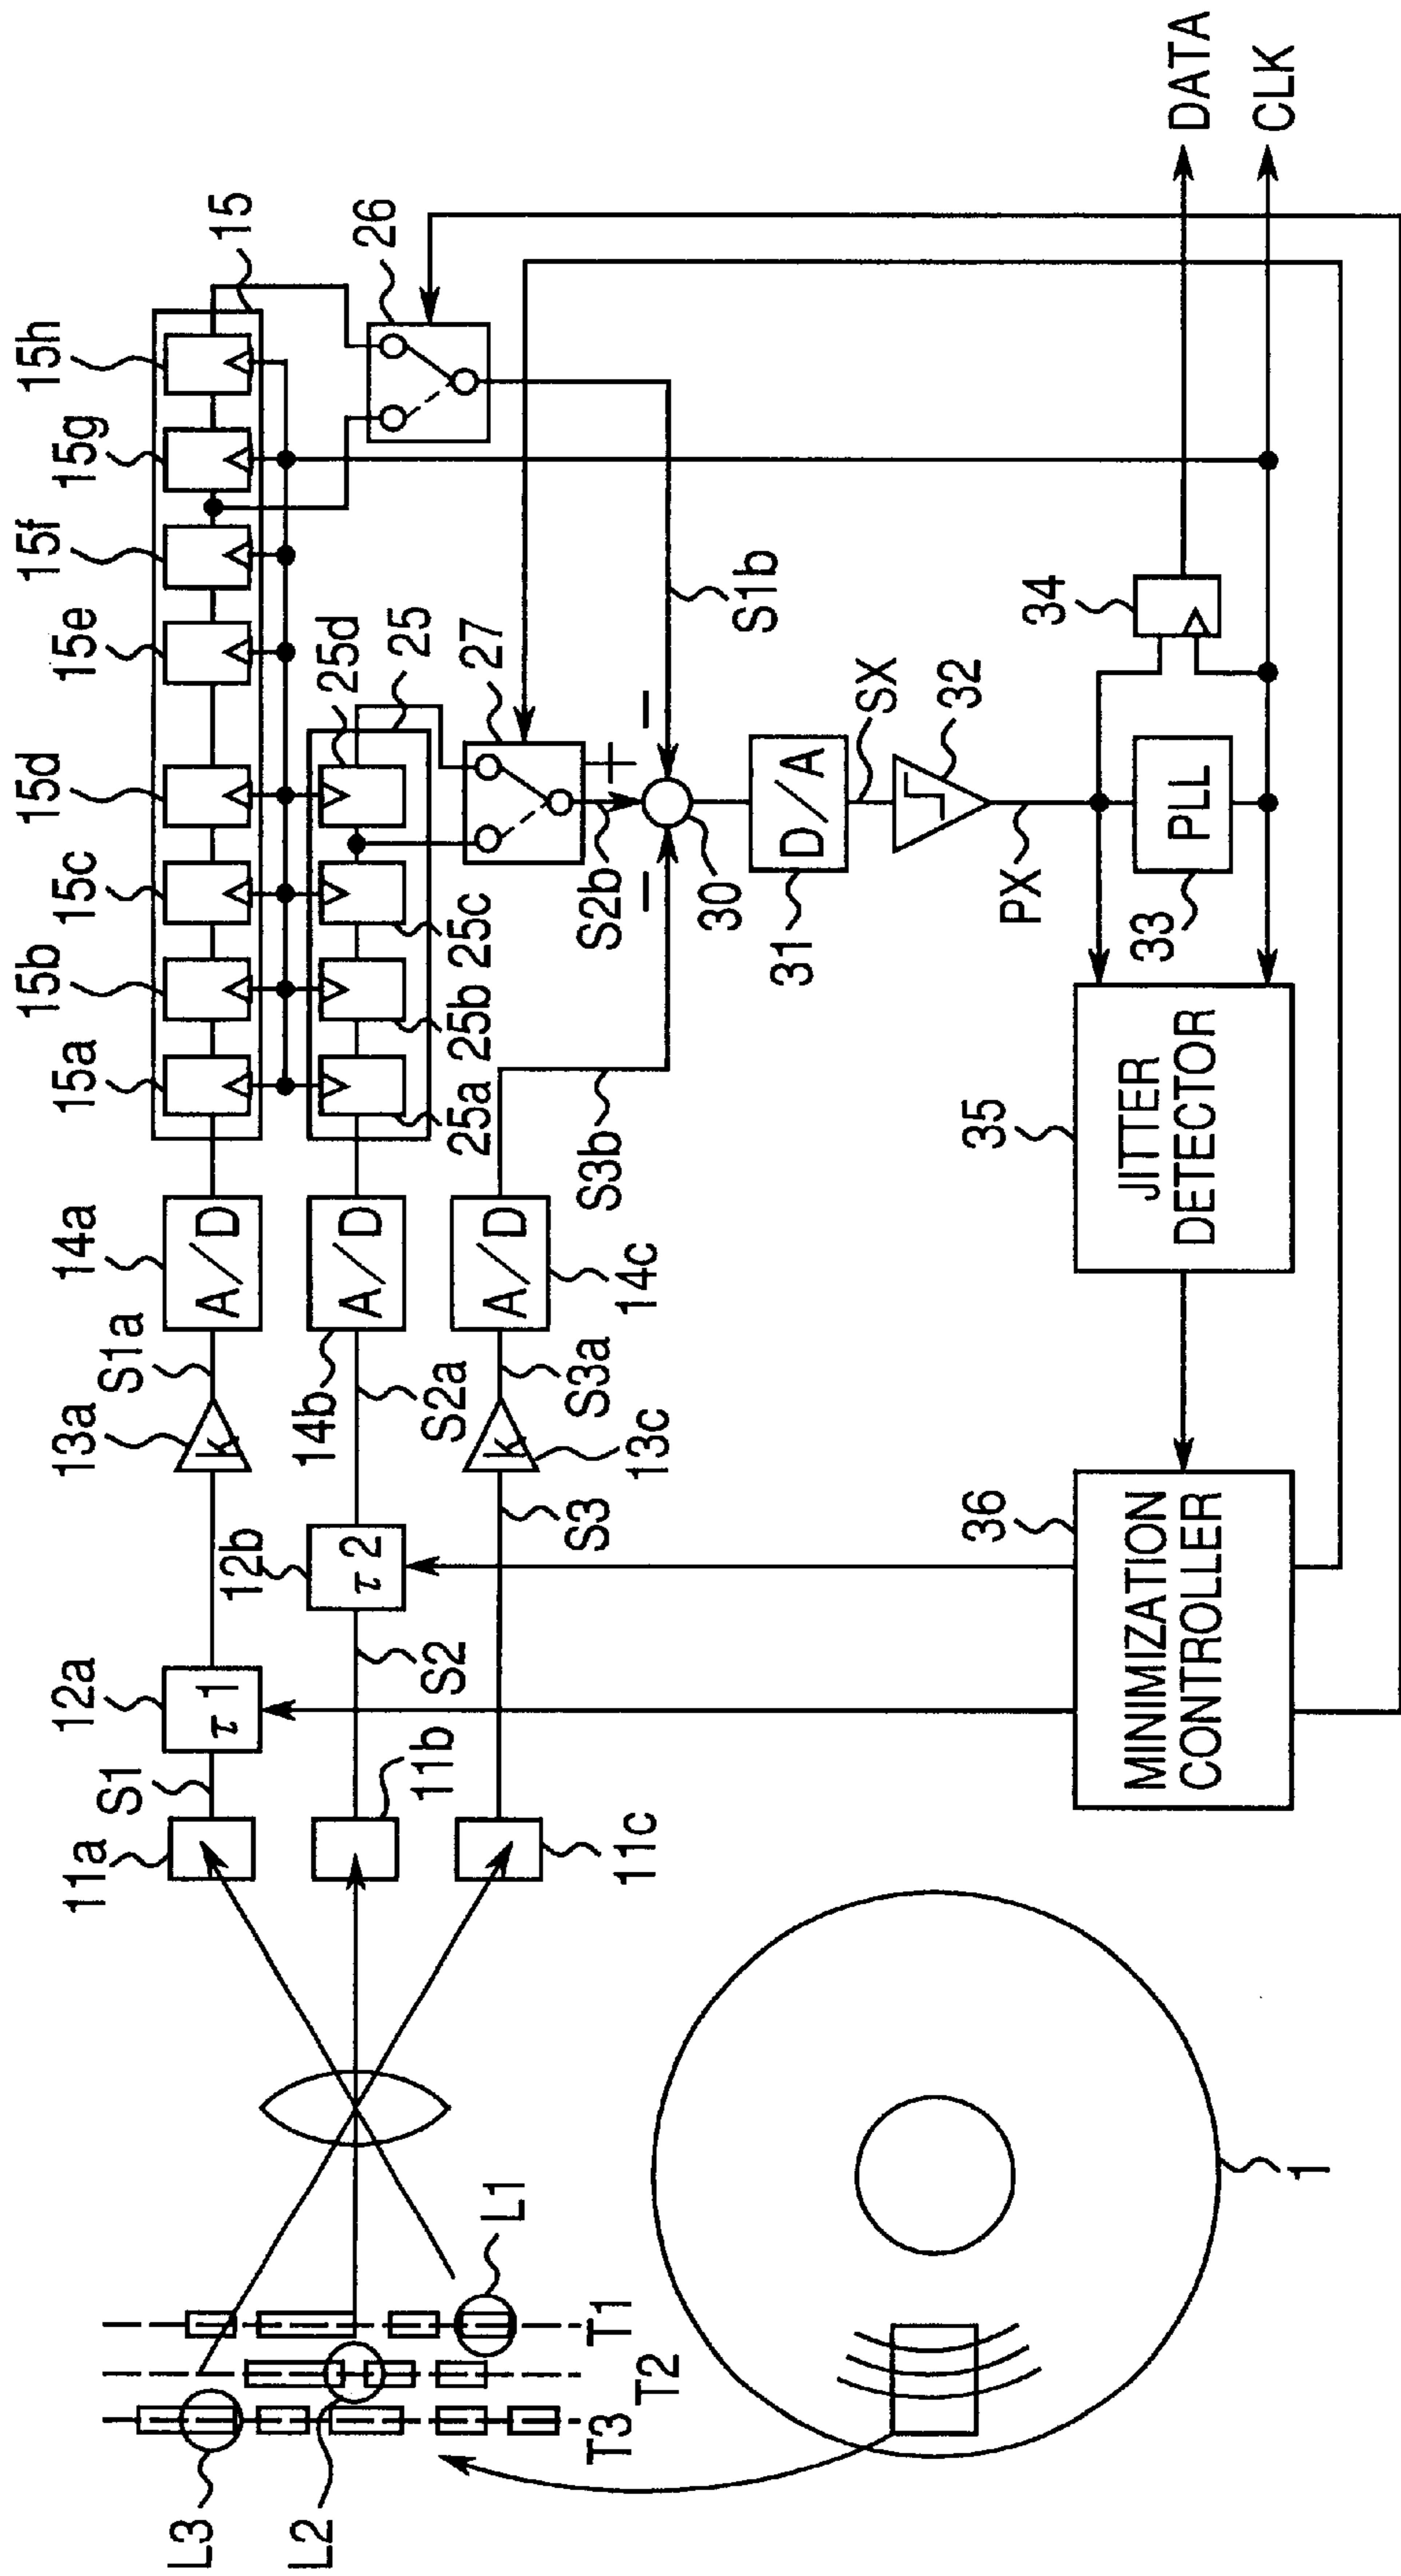 L3
L2
L1
T3
T2
T1
1
11a
S1
12a
τ1
13a
k
S1a
14a
A/D
15a
15b
15c
15d
15e
15f
15g
15h
15
11b
S2
12b
τ2
14b
S2a
A/D
25a
25b
25c
25d
25
27
26
11c
S3
13c
k
S3a
14c
A/D
S3b
S2b
+
−
−
30
S1b
D/A
31
SX
32
PX
PLL
33
34
DATA
CLK
35
JITTER
DETECTOR
36
MINIMIZATION
CONTROLLER